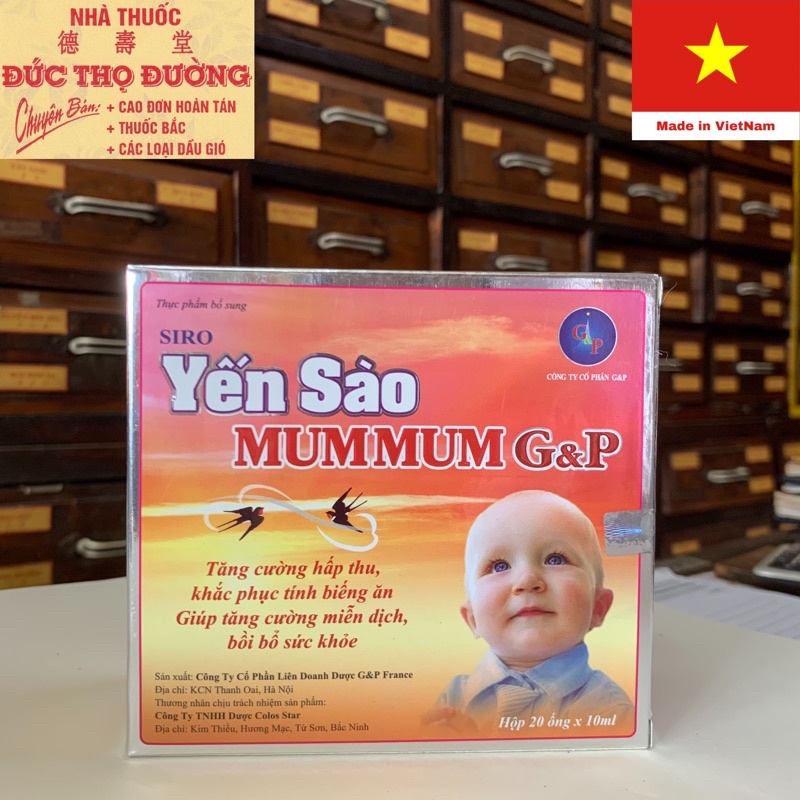 NHÀ THUỐC
德 壽 堂
ĐỨC THỌ ĐƯỜNG
Chuyên Bán:
+ CAO ĐƠN HOÀN TÁN
+ THUỐC BẮC
+ CÁC LOẠI DẦU GIÓ
Made in VietNam
Thực phẩm bổ sung
SIRO
Yến Sào
MUMMUM G&P
G&P
CÔNG TY CỔ PHẦN G&P
Tăng cường hấp thu,
khắc phục tính biếng ăn
Giúp tăng cường miễn dịch,
bồi bổ sức khỏe
Sản xuất: Công Ty Cổ Phần Liên Doanh Dược G&P France
Địa chỉ: KCN Thanh Oai, Hà Nội
Thương nhân chịu trách nhiệm sản phẩm:
Công Ty TNHH Dược Colos Star
Địa chỉ: Kim Thiều, Hương Mạc, Từ Sơn, Bắc Ninh
Hộp 20 ống x 10ml